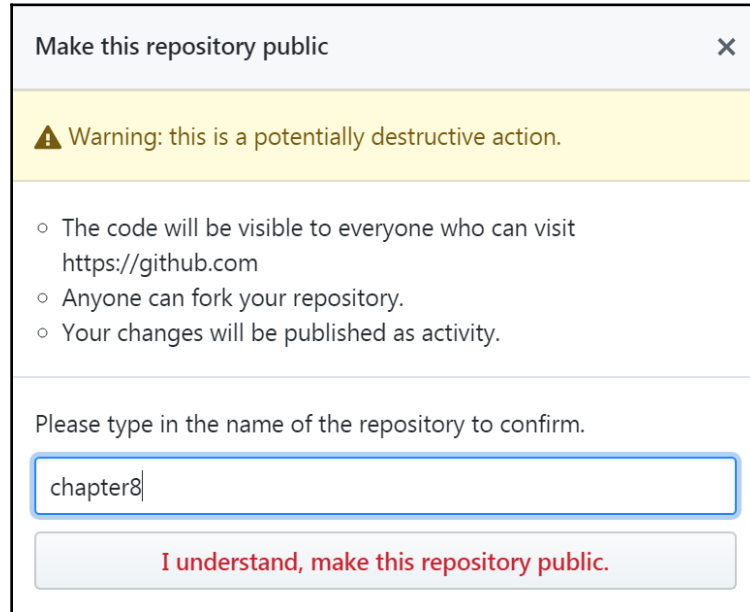 Make this repository public
Warning: this is a potentially destructive action.
The code will be visible to everyone who can visit
https://github.com
Anyone can fork your repository.
Your changes will be published as activity.
Please type in the name of the repository to confirm.
chapter8
I understand, make this repository public.